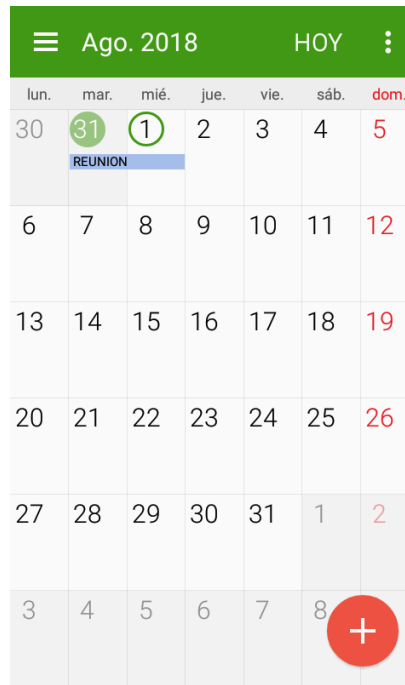 Ago. 2018 HOY
lun. mar. mié. jue. vie. sáb. dom.
30 31 1 2 3 4 5
REUNION
6 7 8 9 10 11 12
13 14 15 16 17 18 19
20 21 22 23 24 25 26
27 28 29 30 31 1 2
3 4 5 6 7 8
+